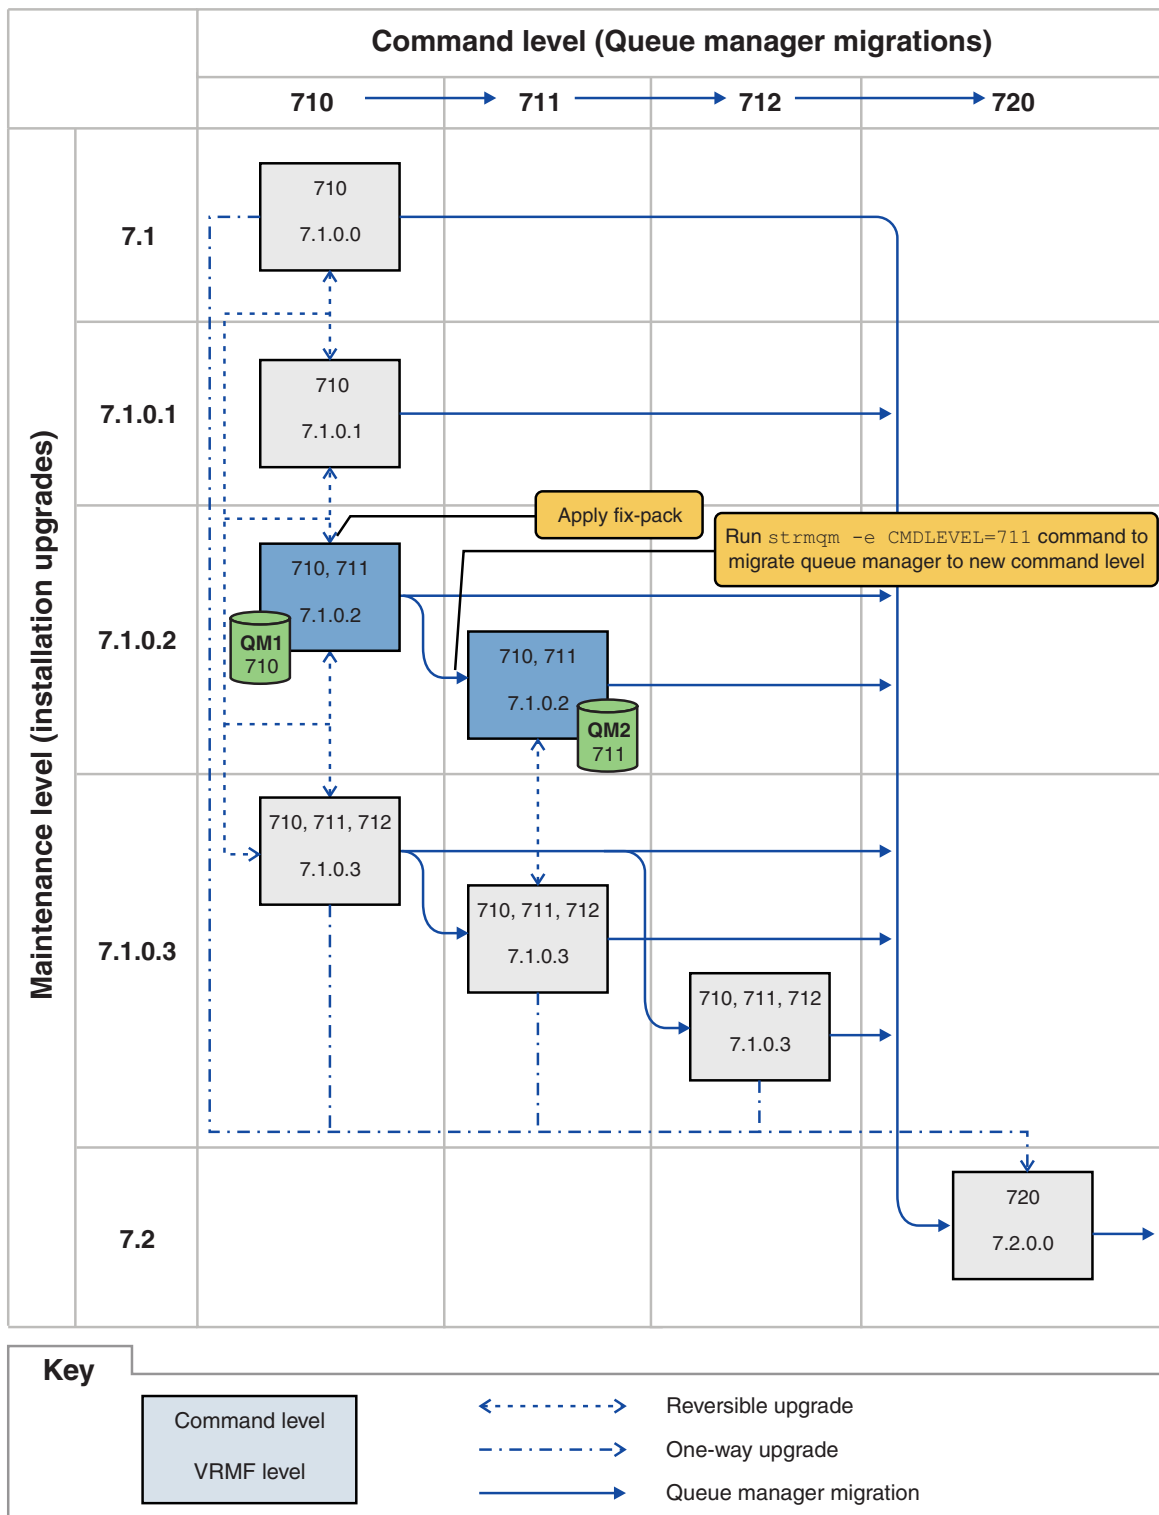 Command level (Queue manager migrations)
710
711
712
720
Maintenance level (installation upgrades)
7.1
710
7.1.0.0
7.1.0.1
710
7.1.0.1
Apply fix-pack
Run strmqm -e CMDLEVEL=711 command to
migrate queue manager to new command level
7.1.0.2
710, 711
7.1.0.2
QM1
710
710, 711
7.1.0.2
QM2
711
7.1.0.3
710, 711, 712
7.1.0.3
710, 711, 712
7.1.0.3
710, 711, 712
7.1.0.3
7.2
720
7.2.0.0
Key
Command level
VRMF level
Reversible upgrade
One-way upgrade
Queue manager migration